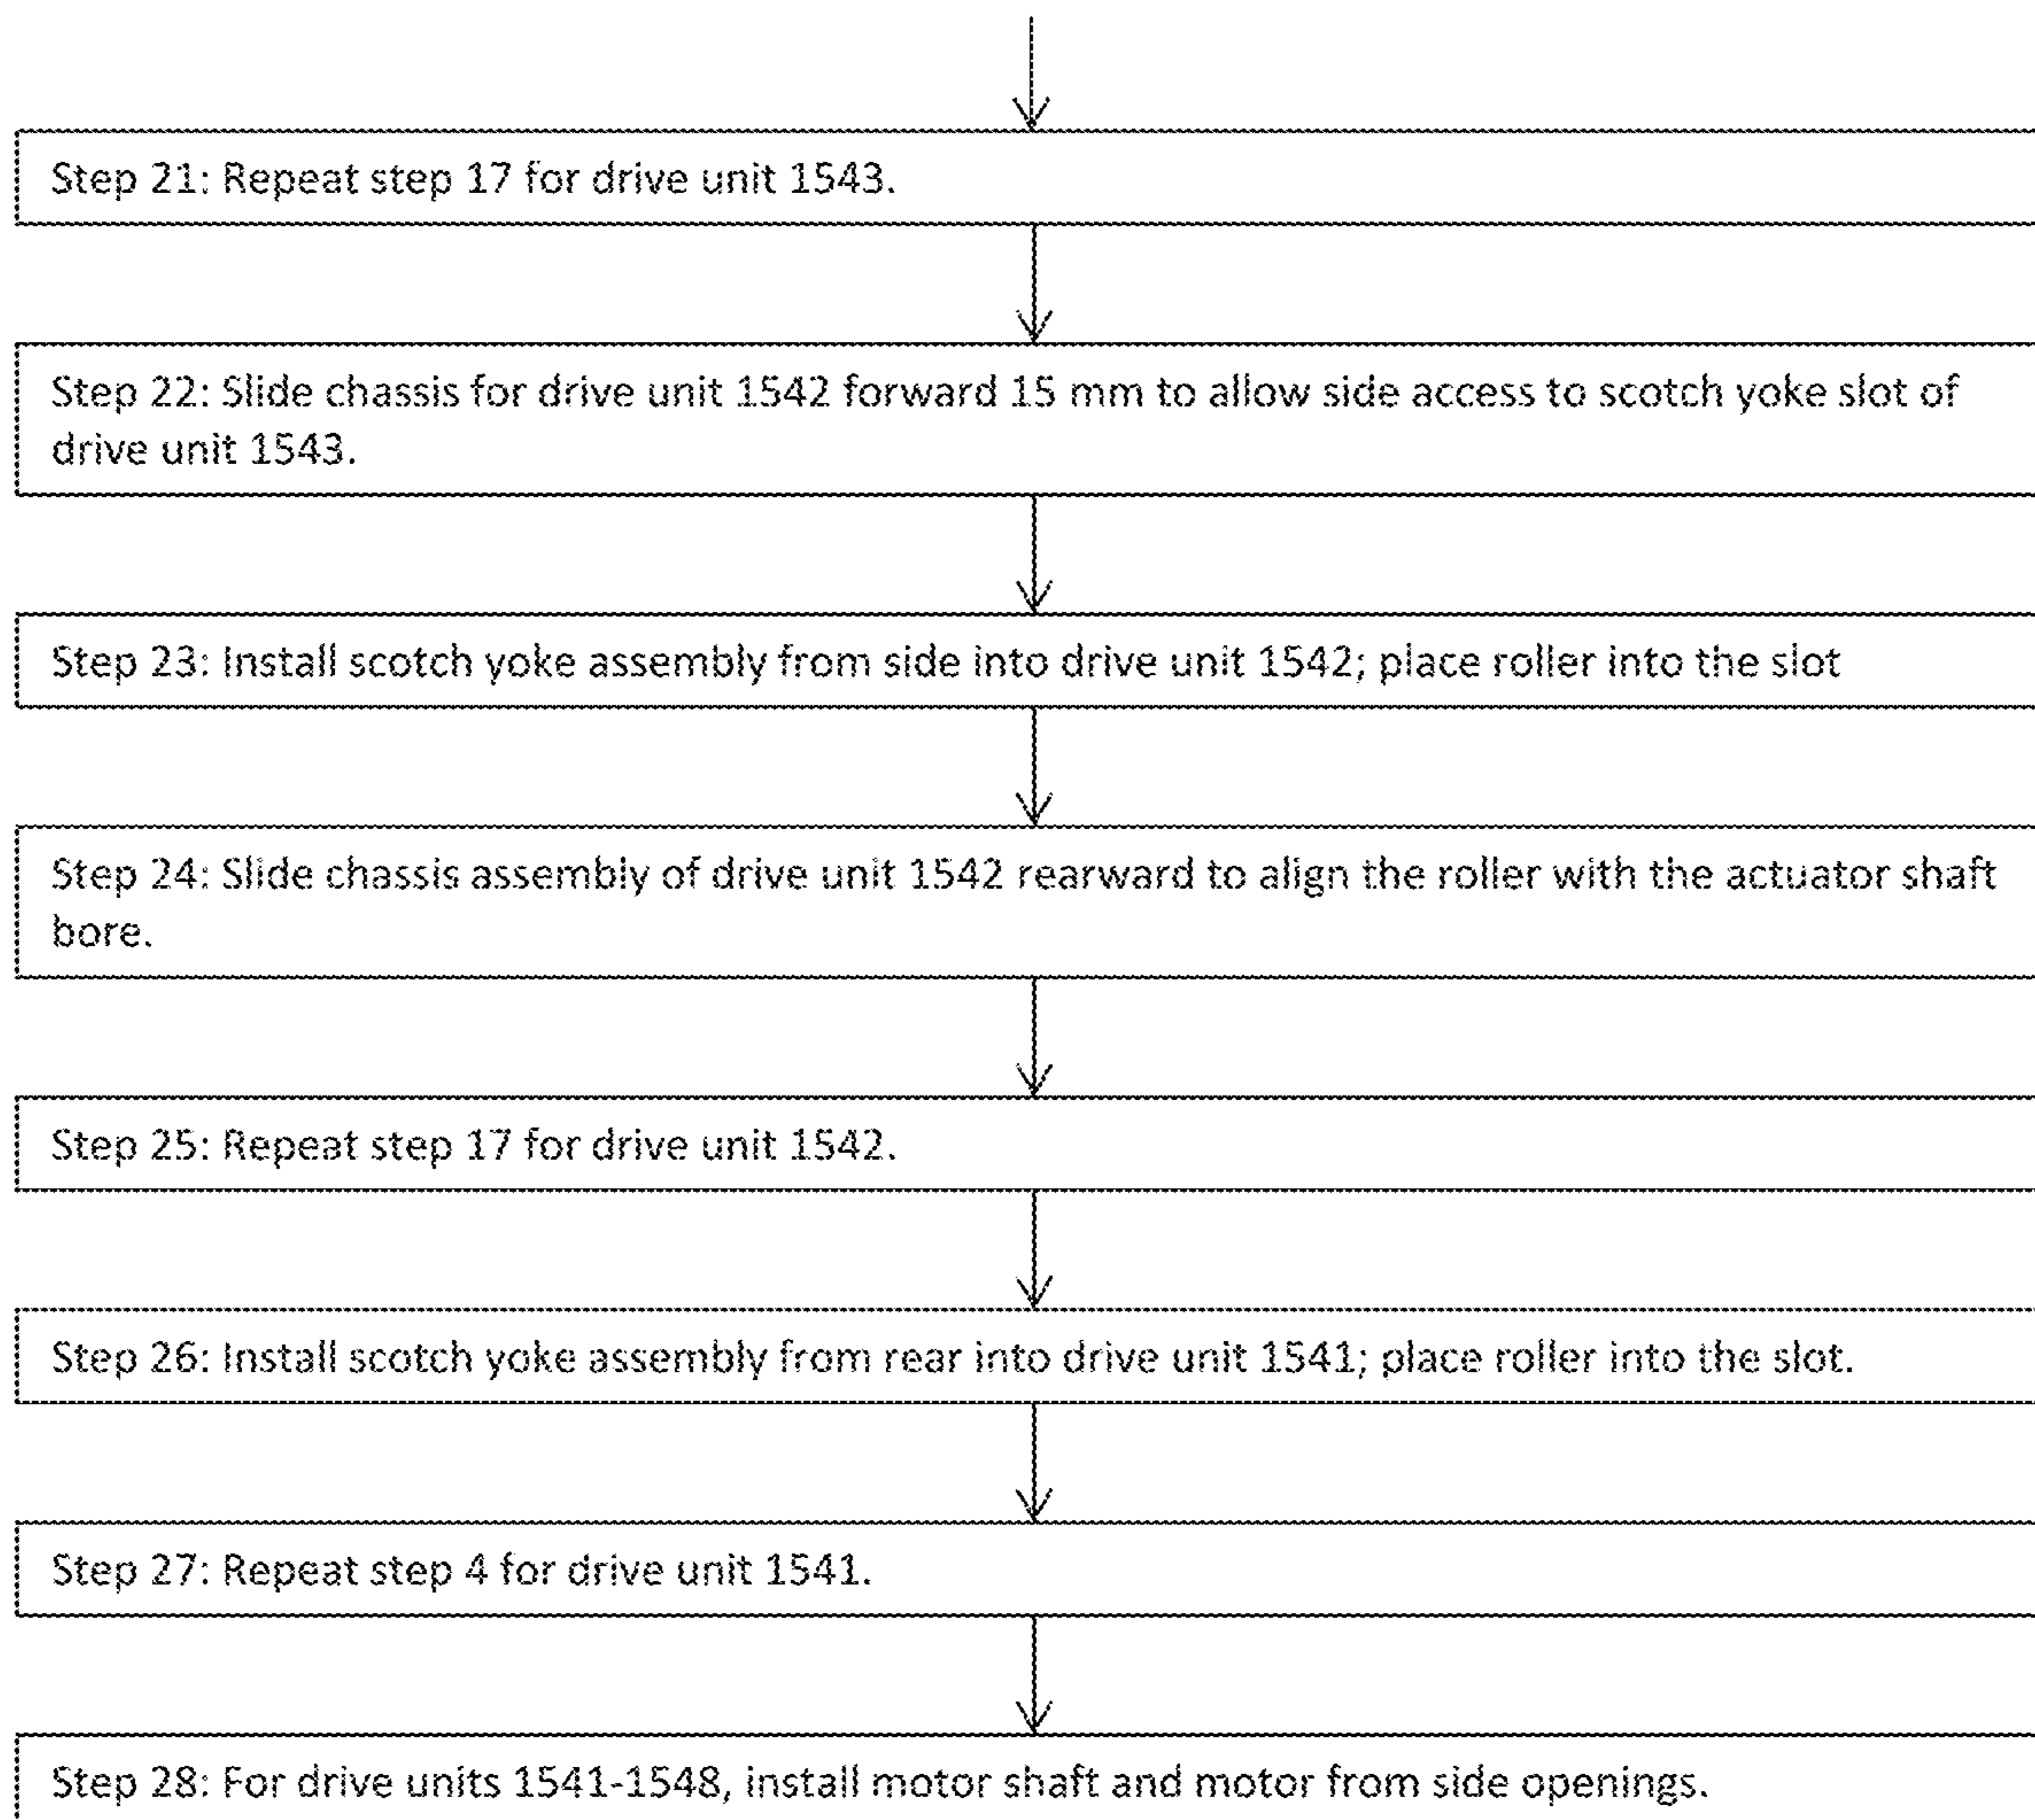 Step 21: Repeat step 17 for drive unit 1543.
Step 22: Slide chassis for drive unit 1542 forward 15 mm to allow side access to scotch yoke slot of
drive unit 1543.
Step 23: Install scotch yoke assembly from side into drive unit 1542; place roller into the slot
Step 24: Slide chassis assembly of drive unit 1542 rearward to align the roller with the actuator shaft
bore.
Step 25: Repeat step 17 for drive unit 1542.
Step 26: Install scotch yoke assembly from rear into drive unit 1541; place roller into the slot.
Step 27: Repeat step 4 for drive unit 1541.
Step 28: For drive units 1541-1548, install motor shaft and motor from side openings.